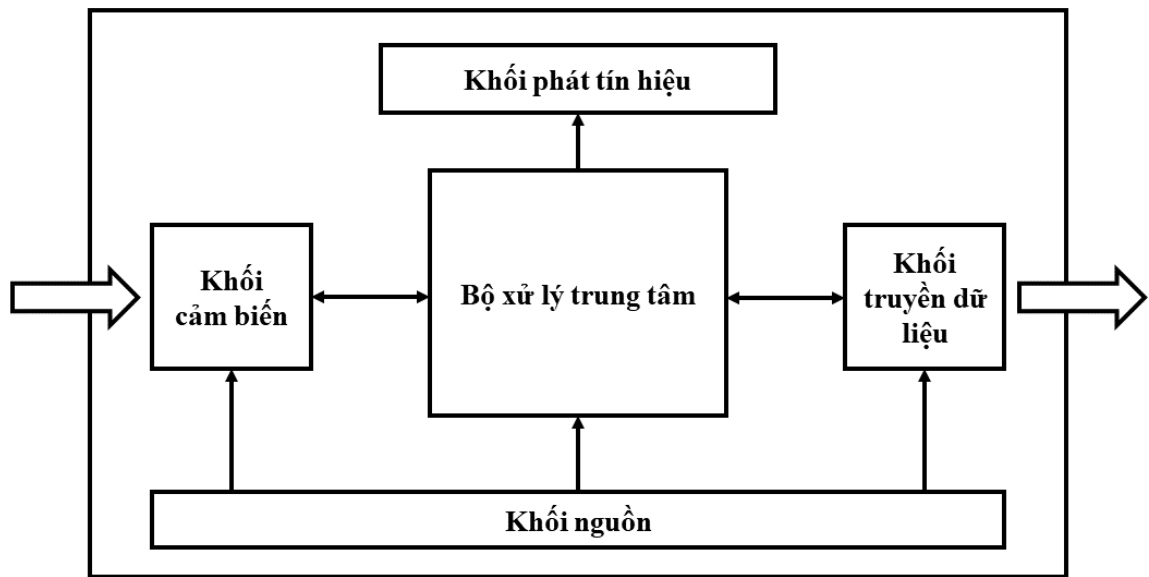 Khối phát tín hiệu
Khối
cảm biến
Bộ xử lý trung tâm
Khối
truyền dữ
liệu
Khối nguồn